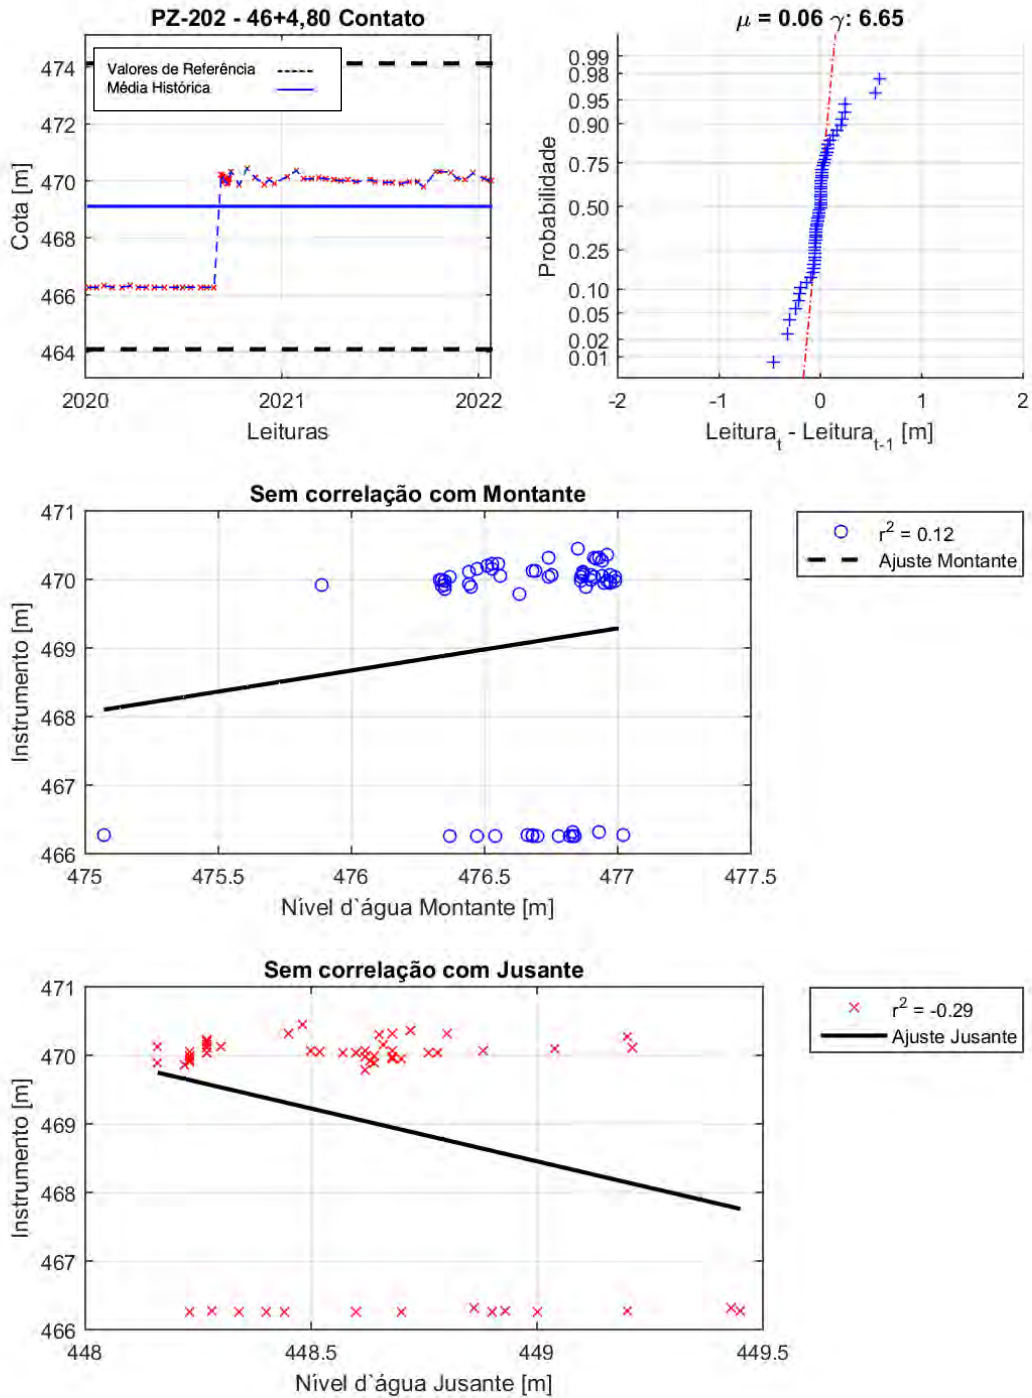 PZ-202 - 46+4,80 Contato
474
472
470
468
466
464
Cota [m]
Valores de Referência
Média Histórica
2020
2021
2022
Leituras
μ = 0.06 γ: 6.65
0.99
0.98
0.95
0.90
0.75
0.50
0.25
0.10
0.05
0.02
0.01
Probabilidade
-2
-1
0
1
2
Leitura_t - Leitura_t-1 [m]
Sem correlação com Montante
471
470
469
468
467
466
Instrumento [m]
475
475.5
476
476.5
477
477.5
Nível d`água Montante [m]
r² = 0.12
Ajuste Montante
Sem correlação com Jusante
471
470
469
468
467
466
Instrumento [m]
448
448.5
449
449.5
Nível d`água Jusante [m]
r² = -0.29
Ajuste Jusante